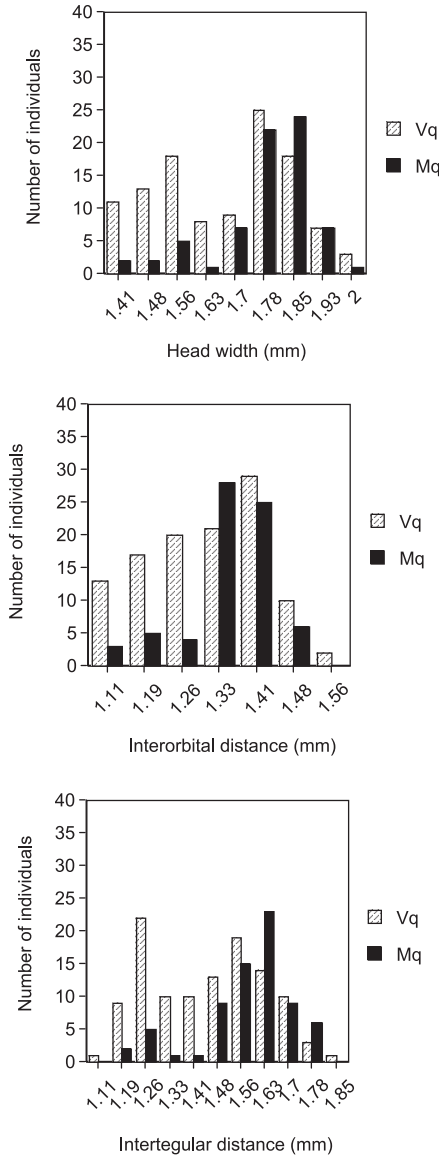 Number of individuals
40
35
30
25
20
15
10
5
0
1.41 1.48 1.56 1.63 1.7 1.78 1.85 1.93 2
Head width (mm)
Vq
Mq
Number of individuals
40
35
30
25
20
15
10
5
0
1.11 1.19 1.26 1.33 1.41 1.48 1.56
Interorbital distance (mm)
Vq
Mq
Number of individuals
40
35
30
25
20
15
10
5
0
1.11 1.19 1.26 1.33 1.41 1.48 1.56 1.63 1.7 1.78 1.85
Intertegular distance (mm)
Vq
Mq